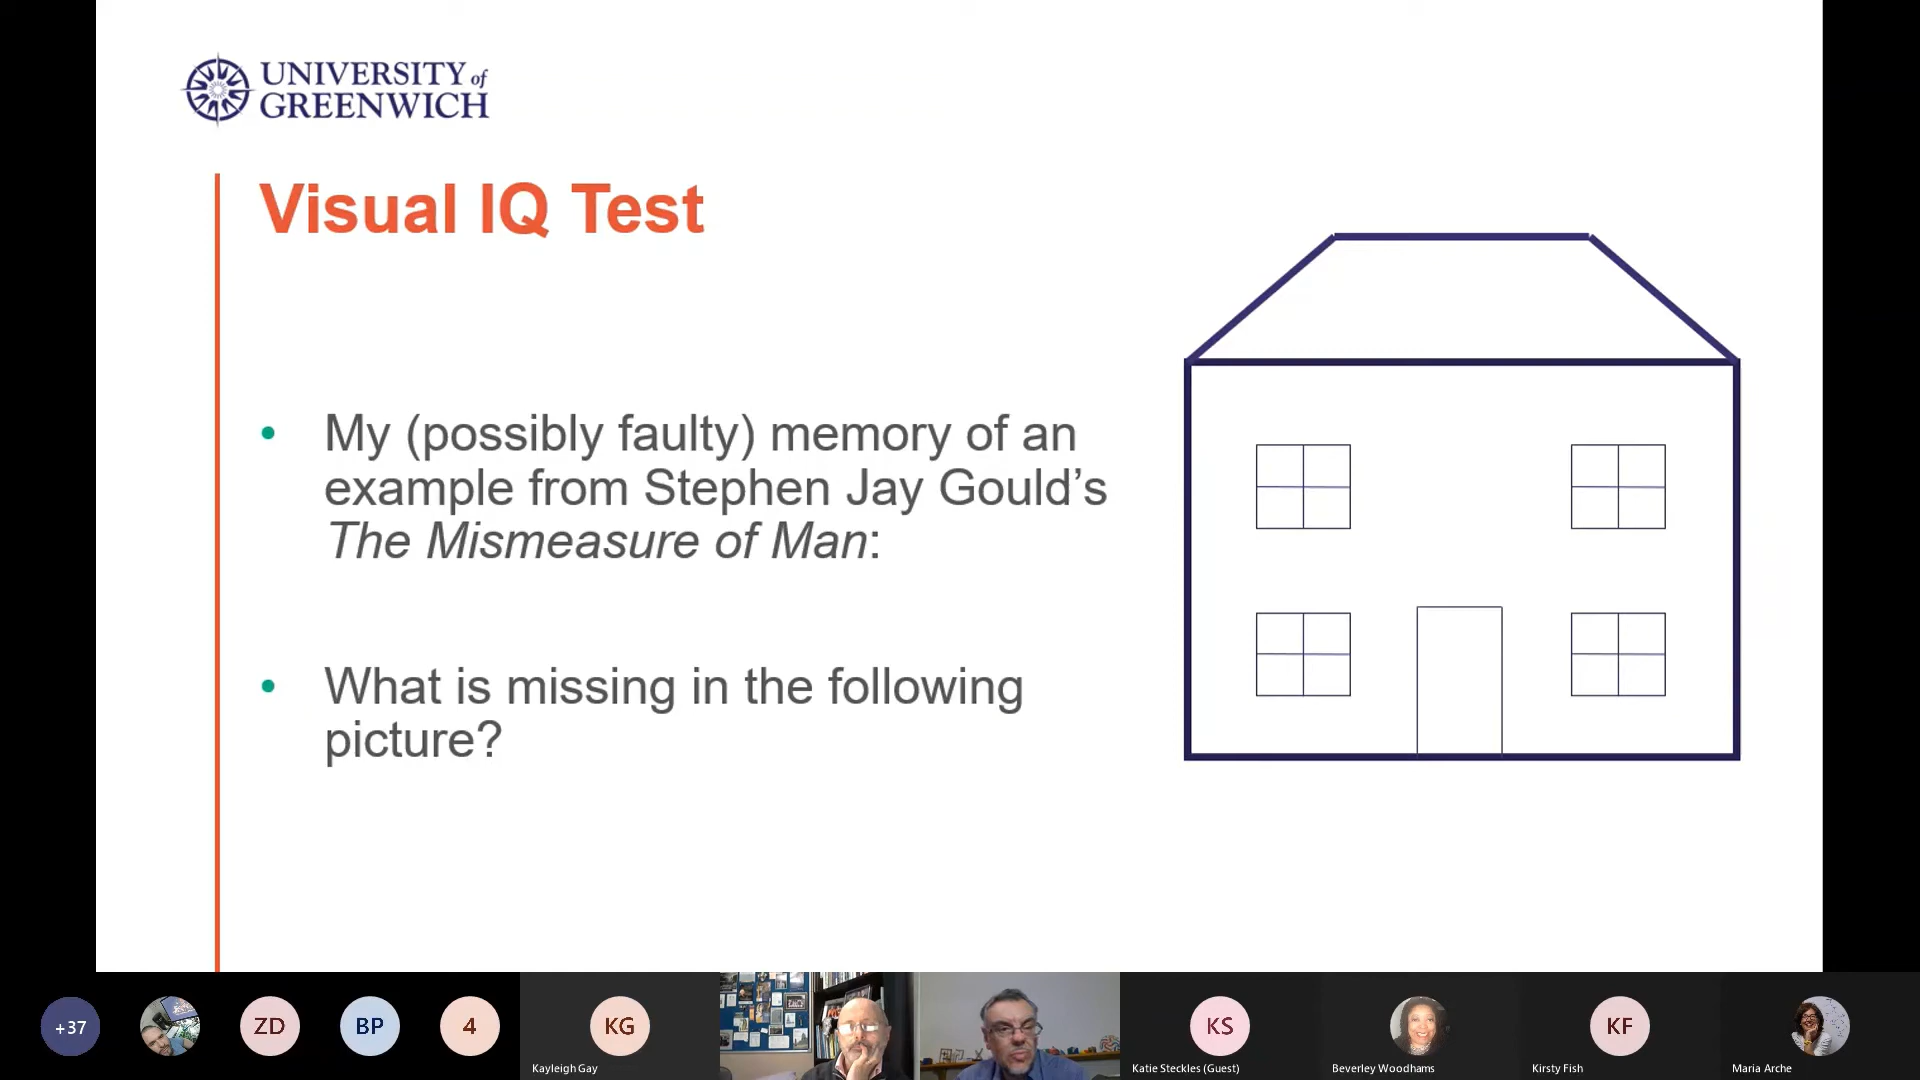 UNIVERSITY of
GREENWICH
Visual IQ Test
• My (possibly faulty) memory of an
example from Stephen Jay Gould’s
The Mismeasure of Man:
• What is missing in the following
picture?
+37
ZD
BP
4
KG
Kayleigh Gay
KS
Katie Steckles (Guest)
Beverley Woodhams
KF
Kirsty Fish
Maria Arche